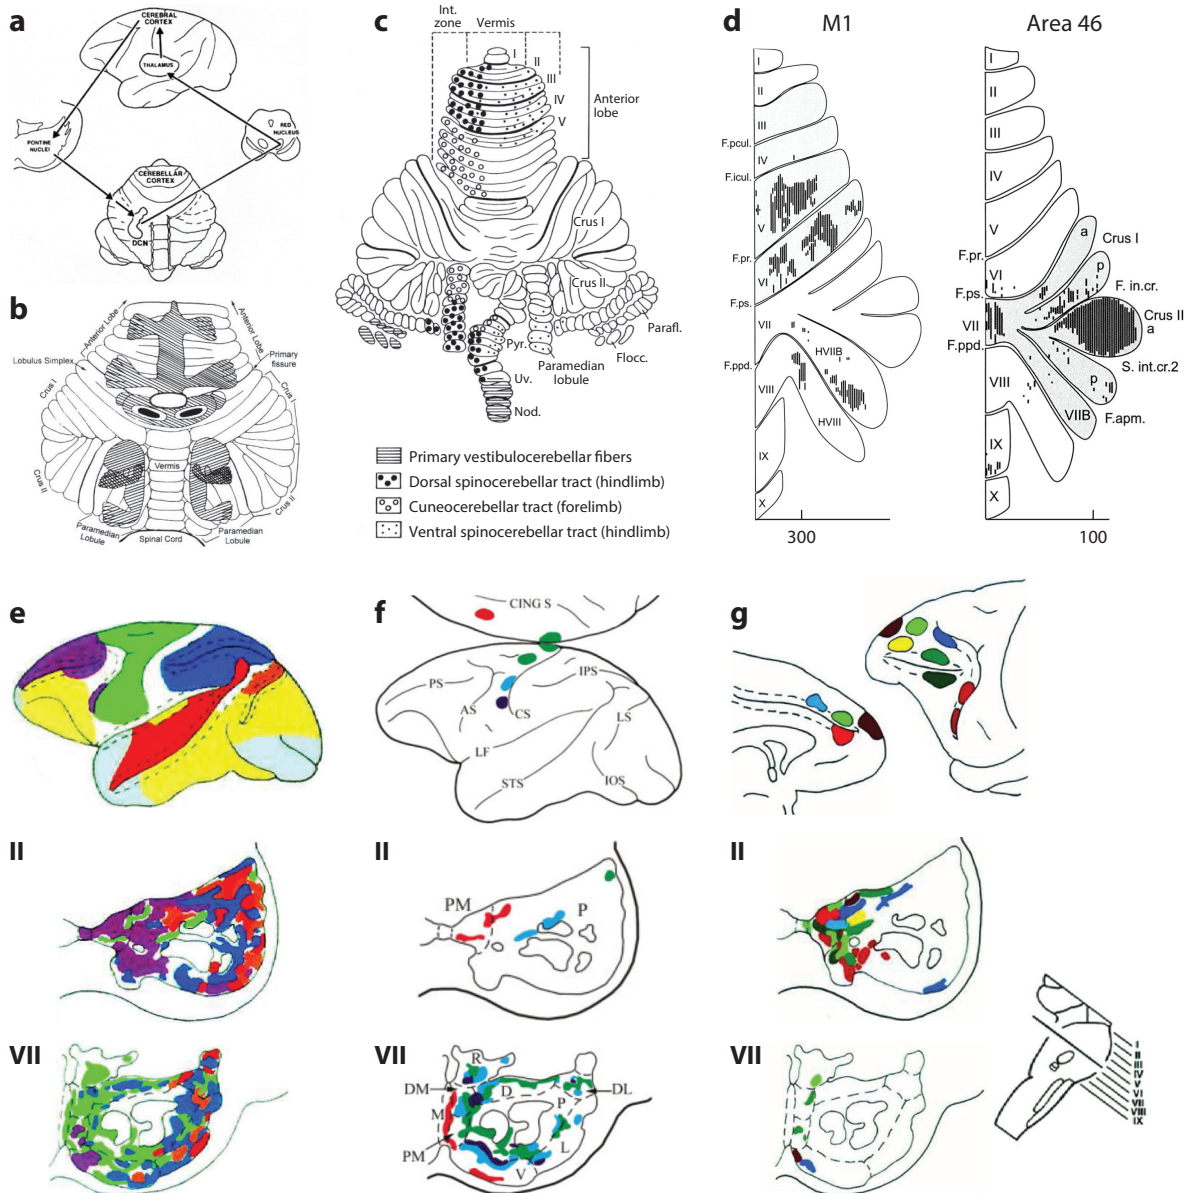 a
CEREBRAL
CORTEX
THALAMUS
PONTINE
NUCLEI
RED
NUCLEUS
CEREBELLAR
CORTEX
DCN
b
Anterior Lobe
Anterior Lobe
Lobulus Simplex
Primary
fissure
Crus I
Crus I
Vermis
Crus II
Crus II
Paramedian
Lobule
Spinal Cord
Paramedian
Lobule
c
Int.
zone
Vermis
I
II
III
IV
V
Anterior
lobe
Crus I
Crus II
Parafl.
Pyr.
Flocc.
Paramedian
lobule
Uv.
Nod.
Primary vestibulocerebellar fibers
Dorsal spinocerebellar tract (hindlimb)
Cuneocerebellar tract (forelimb)
Ventral spinocerebellar tract (hindlimb)
d
M1
Area 46
I
II
III
F.pcul.
IV
F.icul.
V
F.pr.
VI
F.ps.
VII
HVIIB
F.ppd.
VIII
HVIII
IX
X
300
I
II
III
IV
V
a
Crus I
F.pr.
VI
p
F. in.cr.
F.ps.
Crus II
a
VII
F.ppd.
S. int.cr.2
p
VIII
VIIB
F.apm.
IX
X
100
e
f
CING S
PS
IPS
AS
CS
LS
LF
STS
IOS
g
II
II
PM
P
II
VII
VII
R
DM
D
DL
P
M
L
PM
V
VII
I
II
III
IV
V
VI
VII
VIII
IX